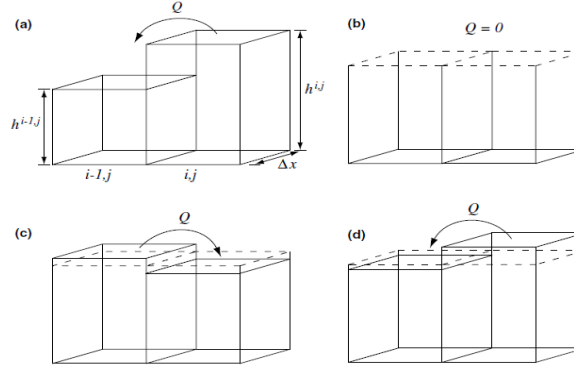 (a)
Q
h^{i-1,j}
h^{i,j}
i-1,j
i,j
Δx
(b)
Q = 0
(c)
Q
(d)
Q